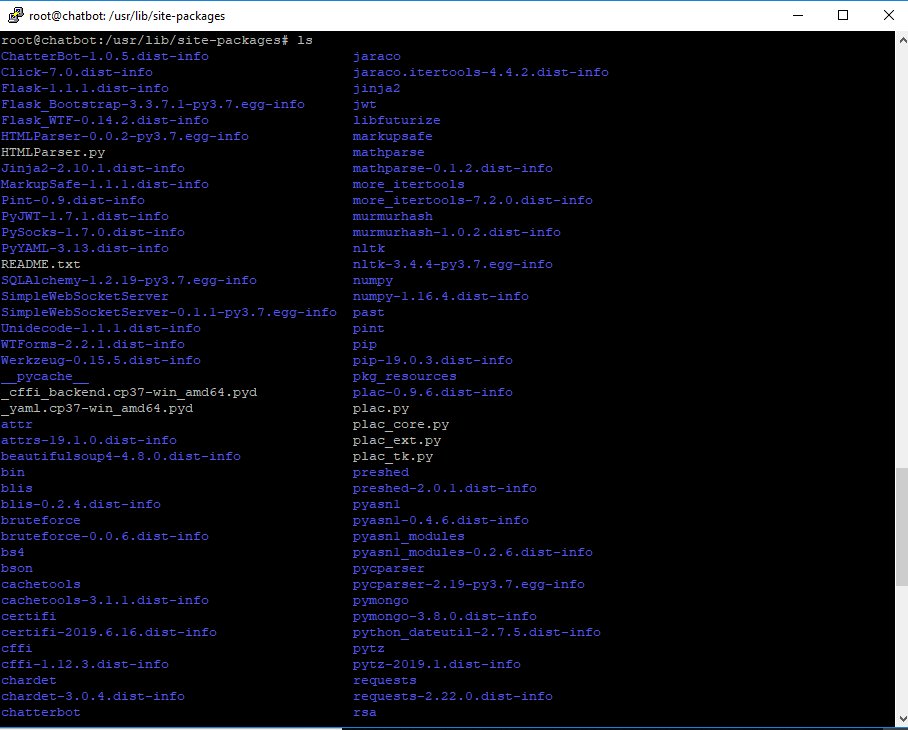 root@chatbot: /usr/lib/site-packages
root@chatbot:/usr/lib/site-packages# ls
ChatterBot-1.0.5.dist-info jaraco
Click-7.0.dist-info jaraco.itertools-4.4.2.dist-info
Flask-1.1.1.dist-info jinja2
Flask_Bootstrap-3.3.7.1-py3.7.egg-info jwt
Flask_WTF-0.14.2.dist-info libfuturize
HTMLParser-0.0.2-py3.7.egg-info markupsafe
HTMLParser.py mathparse
Jinja2-2.10.1.dist-info mathparse-0.1.2.dist-info
MarkupSafe-1.1.1.dist-info more_itertools
Pint-0.9.dist-info more_itertools-7.2.0.dist-info
PyJWT-1.7.1.dist-info murmurhash
PySocks-1.7.0.dist-info murmurhash-1.0.2.dist-info
PyYAML-3.13.dist-info nltk
README.txt nltk-3.4.4-py3.7.egg-info
SQLAlchemy-1.2.19-py3.7.egg-info numpy
SimpleWebSocketServer numpy-1.16.4.dist-info
SimpleWebSocketServer-0.1.1-py3.7.egg-info past
Unidecode-1.1.1.dist-info pint
WTForms-2.2.1.dist-info pip
Werkzeug-0.15.5.dist-info pip-19.0.3.dist-info
__pycache__ pkg_resources
_cffi_backend.cp37-win_amd64.pyd plac-0.9.6.dist-info
_yaml.cp37-win_amd64.pyd plac.py
attr plac_core.py
attrs-19.1.0.dist-info plac_ext.py
beautifulsoup4-4.8.0.dist-info plac_tk.py
bin preshed
blis preshed-2.0.1.dist-info
blis-0.2.4.dist-info pyasn1
bruteforce pyasn1-0.4.6.dist-info
bruteforce-0.0.6.dist-info pyasn1_modules
bs4 pyasn1_modules-0.2.6.dist-info
bson pycparser
cachetools pycparser-2.19-py3.7.egg-info
cachetools-3.1.1.dist-info pymongo
certifi pymongo-3.8.0.dist-info
certifi-2019.6.16.dist-info python_dateutil-2.7.5.dist-info
cffi pytz
cffi-1.12.3.dist-info pytz-2019.1.dist-info
chardet requests
chardet-3.0.4.dist-info requests-2.22.0.dist-info
chatterbot rsa